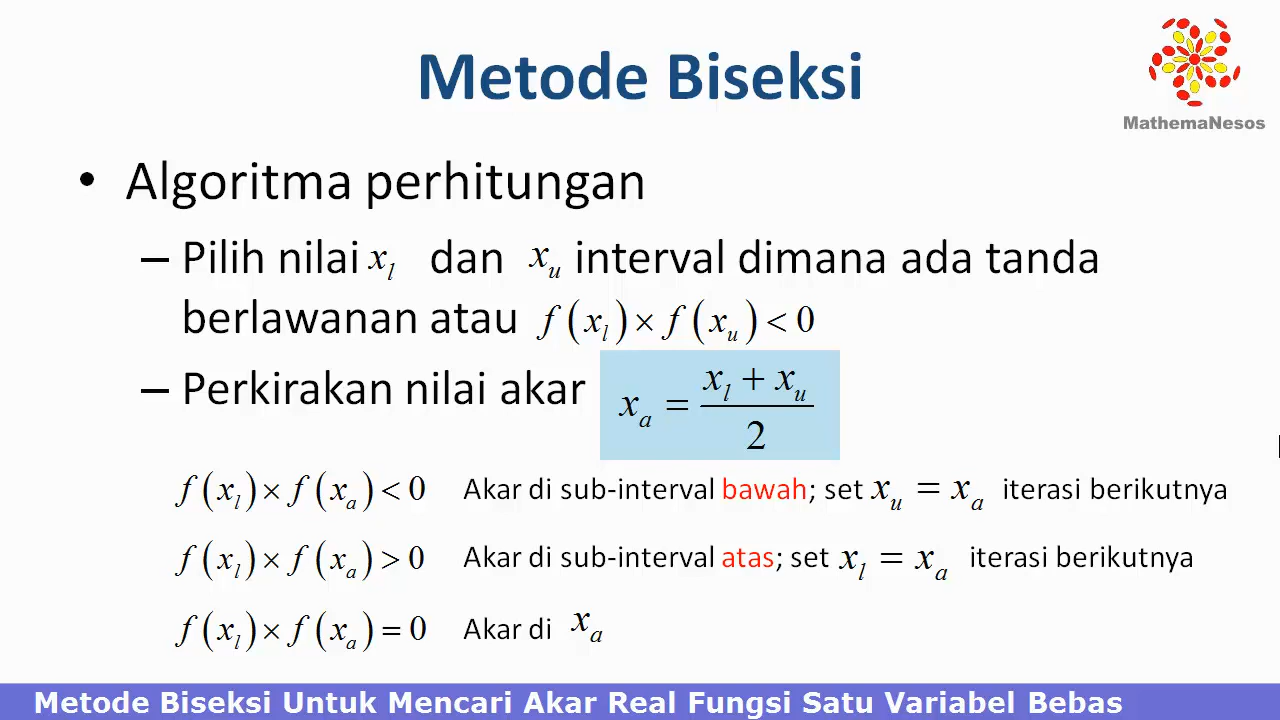 Metode Biseksi
MathemaNesos
• Algoritma perhitungan
– Pilih nilai x_l dan x_u interval dimana ada tanda
berlawanan atau f(x_l)×f(x_u)<0
– Perkirakan nilai akar x_a = (x_l + x_u)/2
f(x_l)×f(x_a)<0 Akar di sub-interval bawah; set x_u = x_a iterasi berikutnya
f(x_l)×f(x_a)>0 Akar di sub-interval atas; set x_l = x_a iterasi berikutnya
f(x_l)×f(x_a)=0 Akar di x_a
Metode Biseksi Untuk Mencari Akar Real Fungsi Satu Variabel Bebas